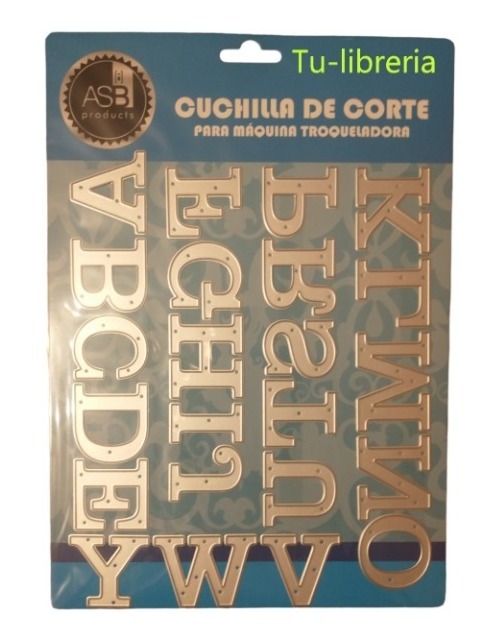 ASB
products
Tu-libreria
CUCHILLA DE CORTE
PARA MÁQUINA TROQUELADORA
A B C D E
G H I J
P R S T U
K L M N O
Y W V